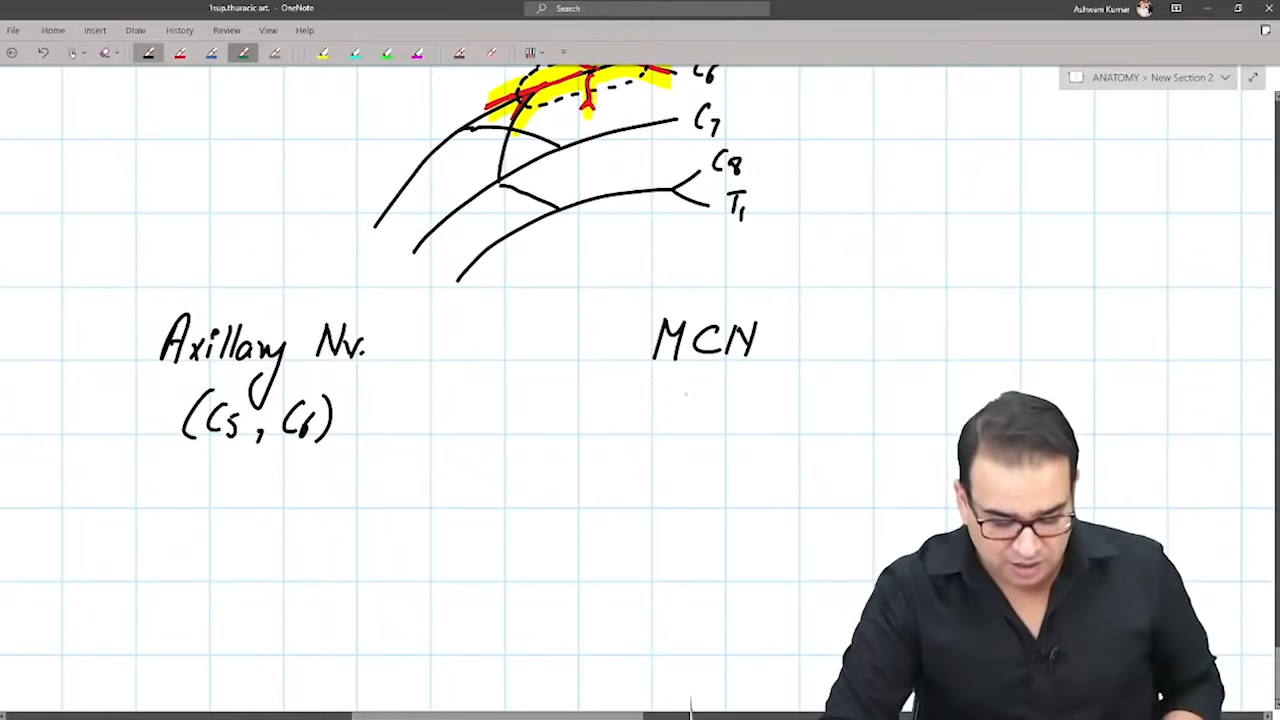 1sup.thoracic art. - OneNote
Search
Ashwani Kumar
File Home Insert Draw History Review View Help
ANATOMY > New Section 2
C6
C7
C8
T1
Axillary Nv.
(C5, C6)
MCN